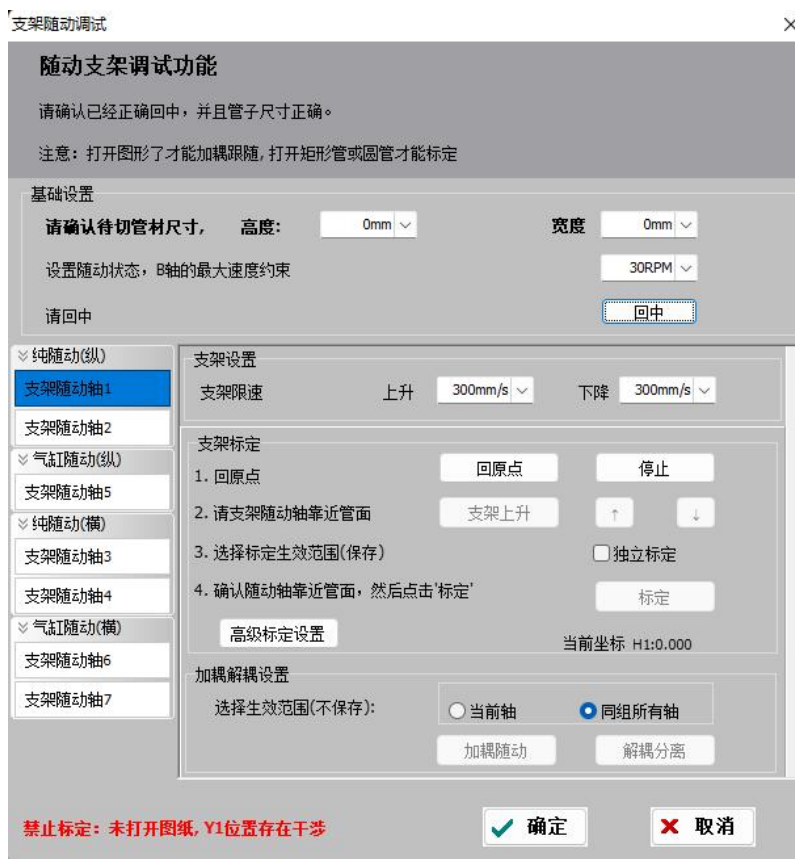 支架随动调试
随动支架调试功能
请确认已经正确回中，并且管子尺寸正确。
注意：打开图形了才能加耦跟随,打开矩形管或圆管才能标定
基础设置
请确认待切管材尺寸, 高度: 0mm 宽度 0mm
设置随动状态，B轴的最大速度约束 30RPM
请回中 回中
纯随动(纵)
支架随动轴1
支架随动轴2
气缸随动(纵)
支架随动轴5
纯随动(横)
支架随动轴3
支架随动轴4
气缸随动(横)
支架随动轴6
支架随动轴7
支架设置
支架限速 上升 300mm/s 下降 300mm/s
支架标定
1. 回原点 回原点 停止
2. 请支架随动轴靠近管面 支架上升 ↑ ↓
3. 选择标定生效范围(保存) 独立标定
4. 确认随动轴靠近管面，然后点击'标定' 标定
高级标定设置 当前坐标 H1:0.000
加耦解耦设置
选择生效范围(不保存): 当前轴 同组所有轴
加耦随动 解耦分离
禁止标定：未打开图纸, Y1位置存在干涉 确定 取消